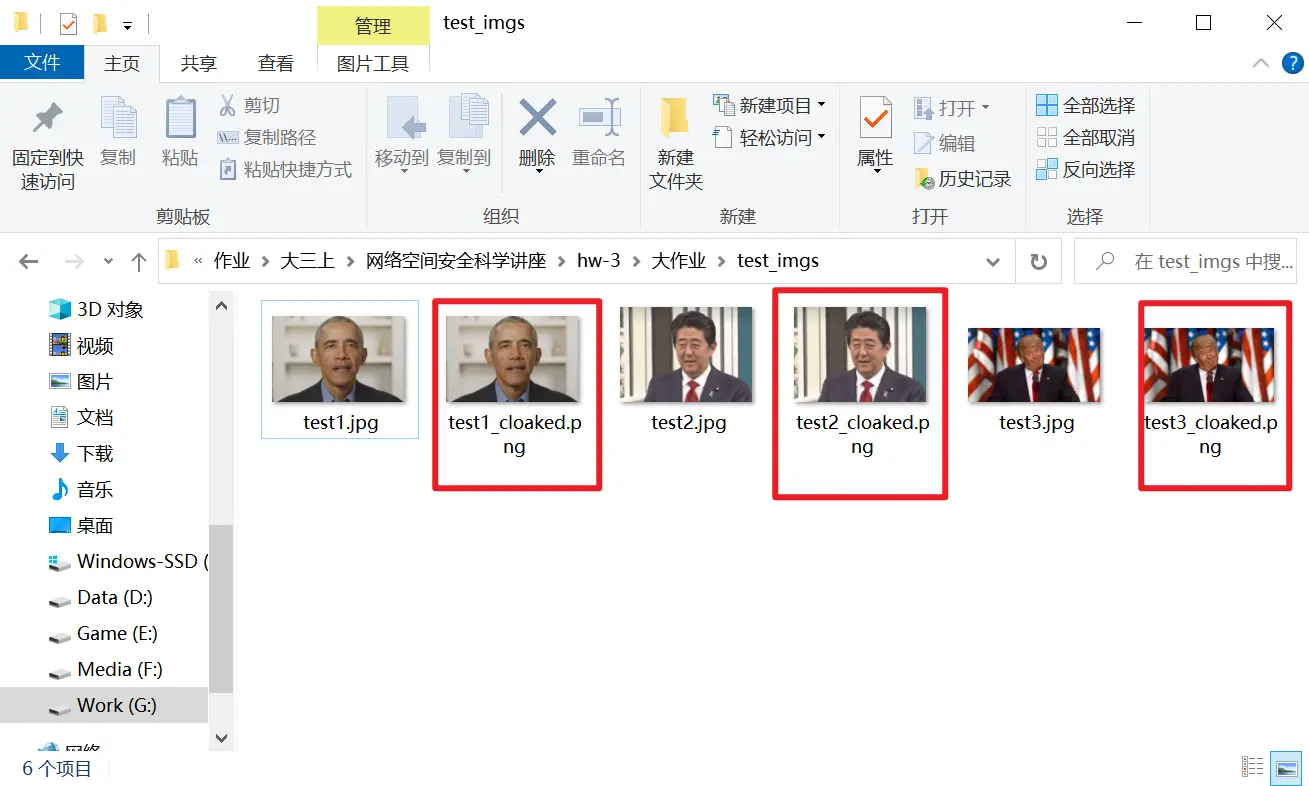 管理
test_imgs
文件
主页
共享
查看
图片工具
?
固定到快
速访问
复制
粘贴
剪切
复制路径
粘贴快捷方式
剪贴板
移动到
复制到
删除
重命名
组织
新建
文件夹
新建项目
轻松访问
新建
属性
打开
编辑
历史记录
打开
全部选择
全部取消
反向选择
选择
« 作业 > 大三上 > 网络空间安全科学讲座 > hw-3 > 大作业 > test_imgs
在 test_imgs 中搜...
3D 对象
视频
图片
文档
下载
音乐
桌面
Windows-SSD (
Data (D:)
Game (E:)
Media (F:)
Work (G:)
网络
test1.jpg
test1_cloaked.p
ng
test2.jpg
test2_cloaked.p
ng
test3.jpg
test3_cloaked.p
ng
6 个项目